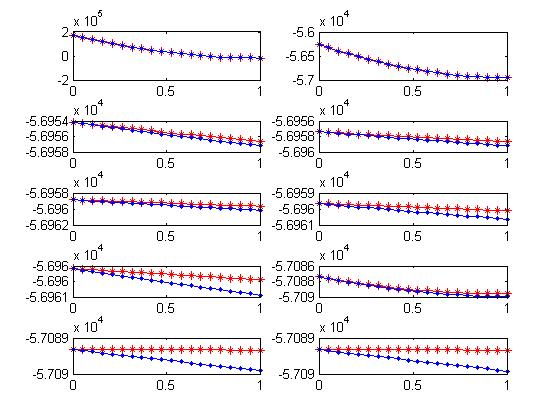 x 10^5
2
0
-2
0 0.5 1
x 10^4
-5.6
-5.65
-5.7
0 0.5 1
x 10^4
-5.6954
-5.6956
-5.6958
0 0.5 1
x 10^4
-5.6956
-5.6958
-5.696
0 0.5 1
x 10^4
-5.6958
-5.696
-5.6962
0 0.5 1
x 10^4
-5.6959
-5.696
-5.6961
0 0.5 1
x 10^4
-5.696
-5.696
-5.6961
0 0.5 1
x 10^4
-5.7086
-5.7088
-5.709
0 0.5 1
x 10^4
-5.7089
-5.709
0 0.5 1
x 10^4
-5.7089
-5.709
0 0.5 1